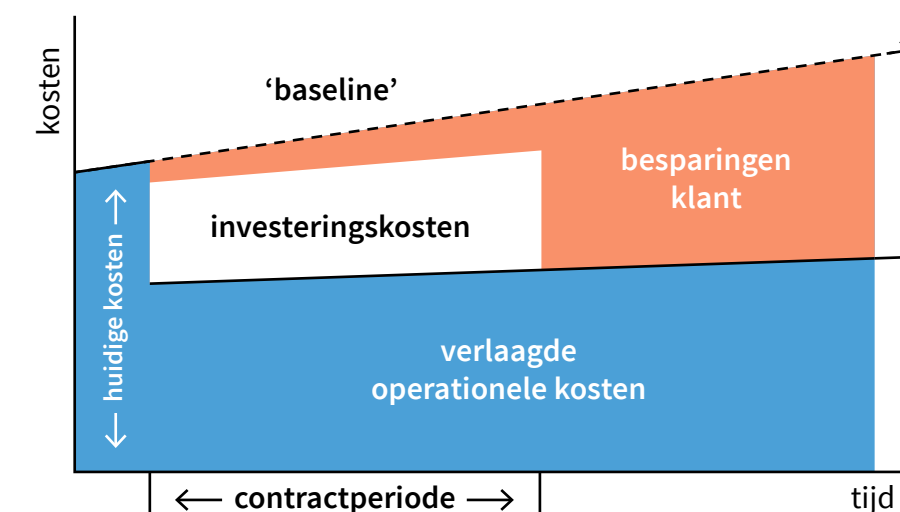 kosten
‘baseline’
besparingen
klant
investeringskosten
← huidige kosten →
verlaagde
operationele kosten
← contractperiode →
tijd